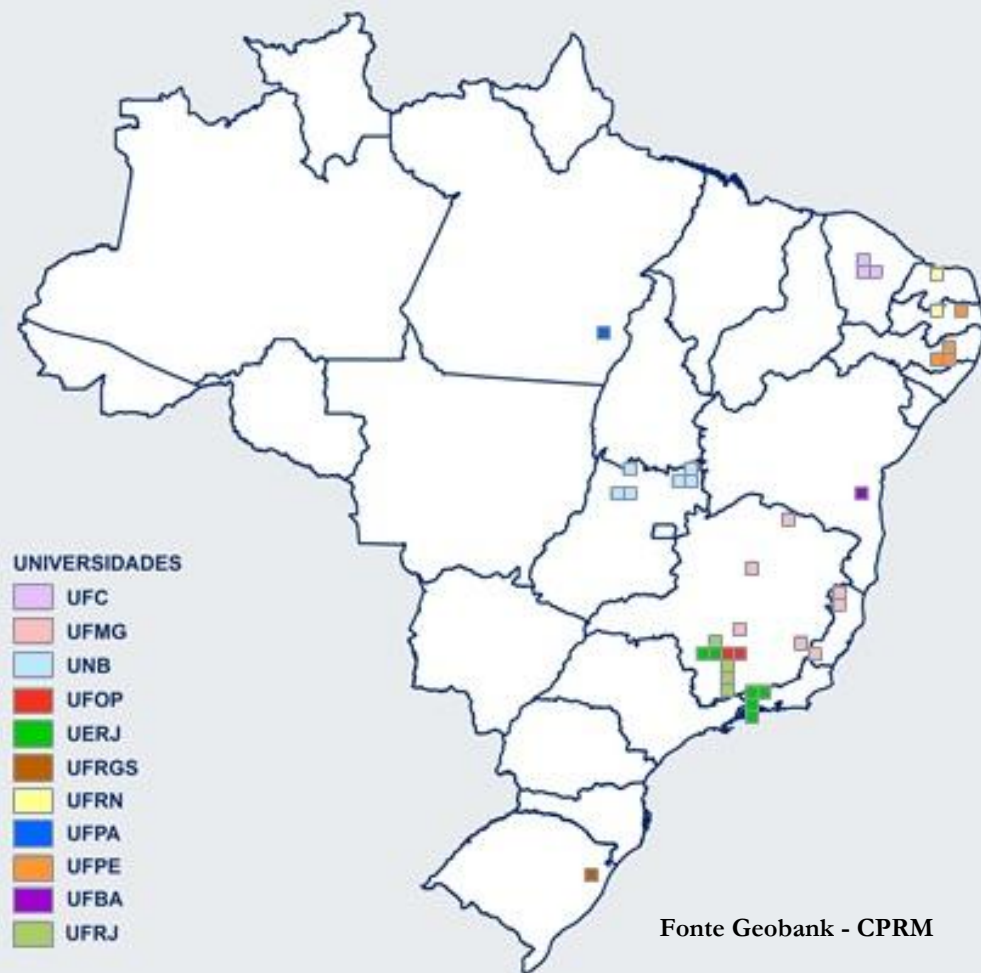 UNIVERSIDADES
UFC
UFMG
UNB
UFOP
UERJ
UFRGS
UFRN
UFPA
UFPE
UFBA
UFRJ
Fonte Geobank - CPRM